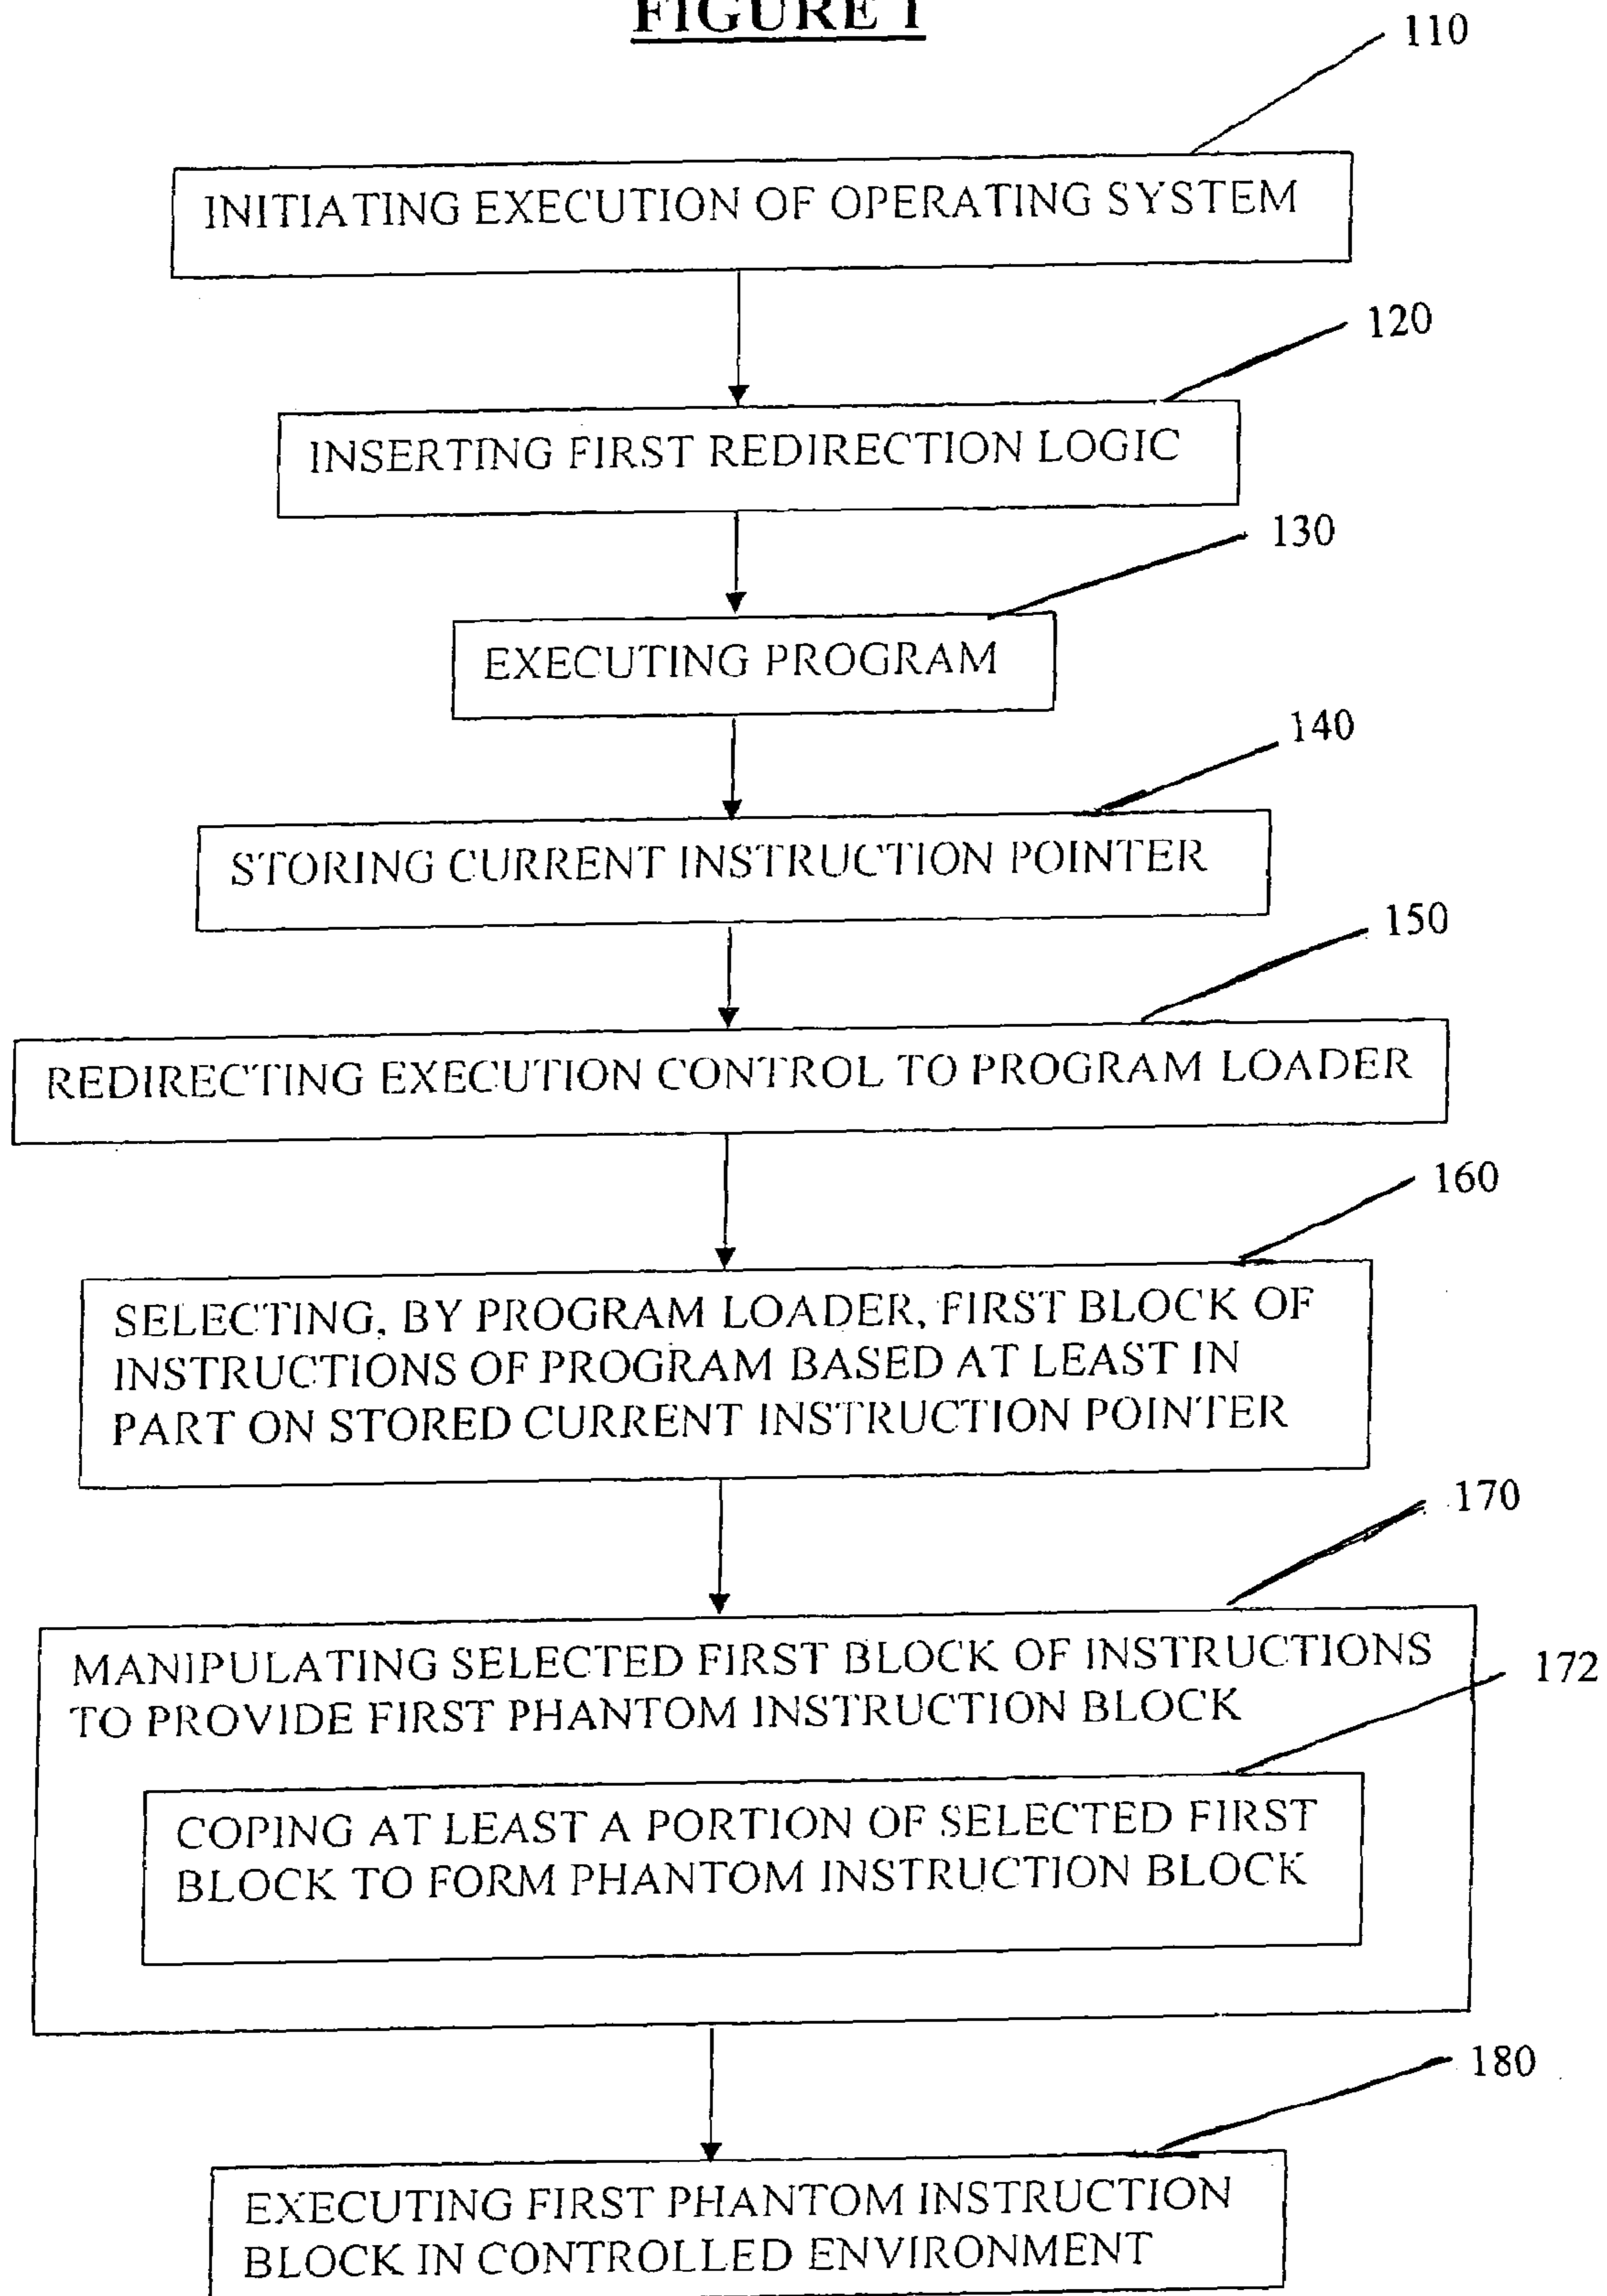 FIGURE 1
110
INITIATING EXECUTION OF OPERATING SYSTEM
120
INSERTING FIRST REDIRECTION LOGIC
130
EXECUTING PROGRAM
140
STORING CURRENT INSTRUCTION POINTER
150
REDIRECTING EXECUTION CONTROL TO PROGRAM LOADER
160
SELECTING, BY PROGRAM LOADER, FIRST BLOCK OF
INSTRUCTIONS OF PROGRAM BASED AT LEAST IN
PART ON STORED CURRENT INSTRUCTION POINTER
170
MANIPULATING SELECTED FIRST BLOCK OF INSTRUCTIONS
TO PROVIDE FIRST PHANTOM INSTRUCTION BLOCK
172
COPING AT LEAST A PORTION OF SELECTED FIRST
BLOCK TO FORM PHANTOM INSTRUCTION BLOCK
180
EXECUTING FIRST PHANTOM INSTRUCTION
BLOCK IN CONTROLLED ENVIRONMENT